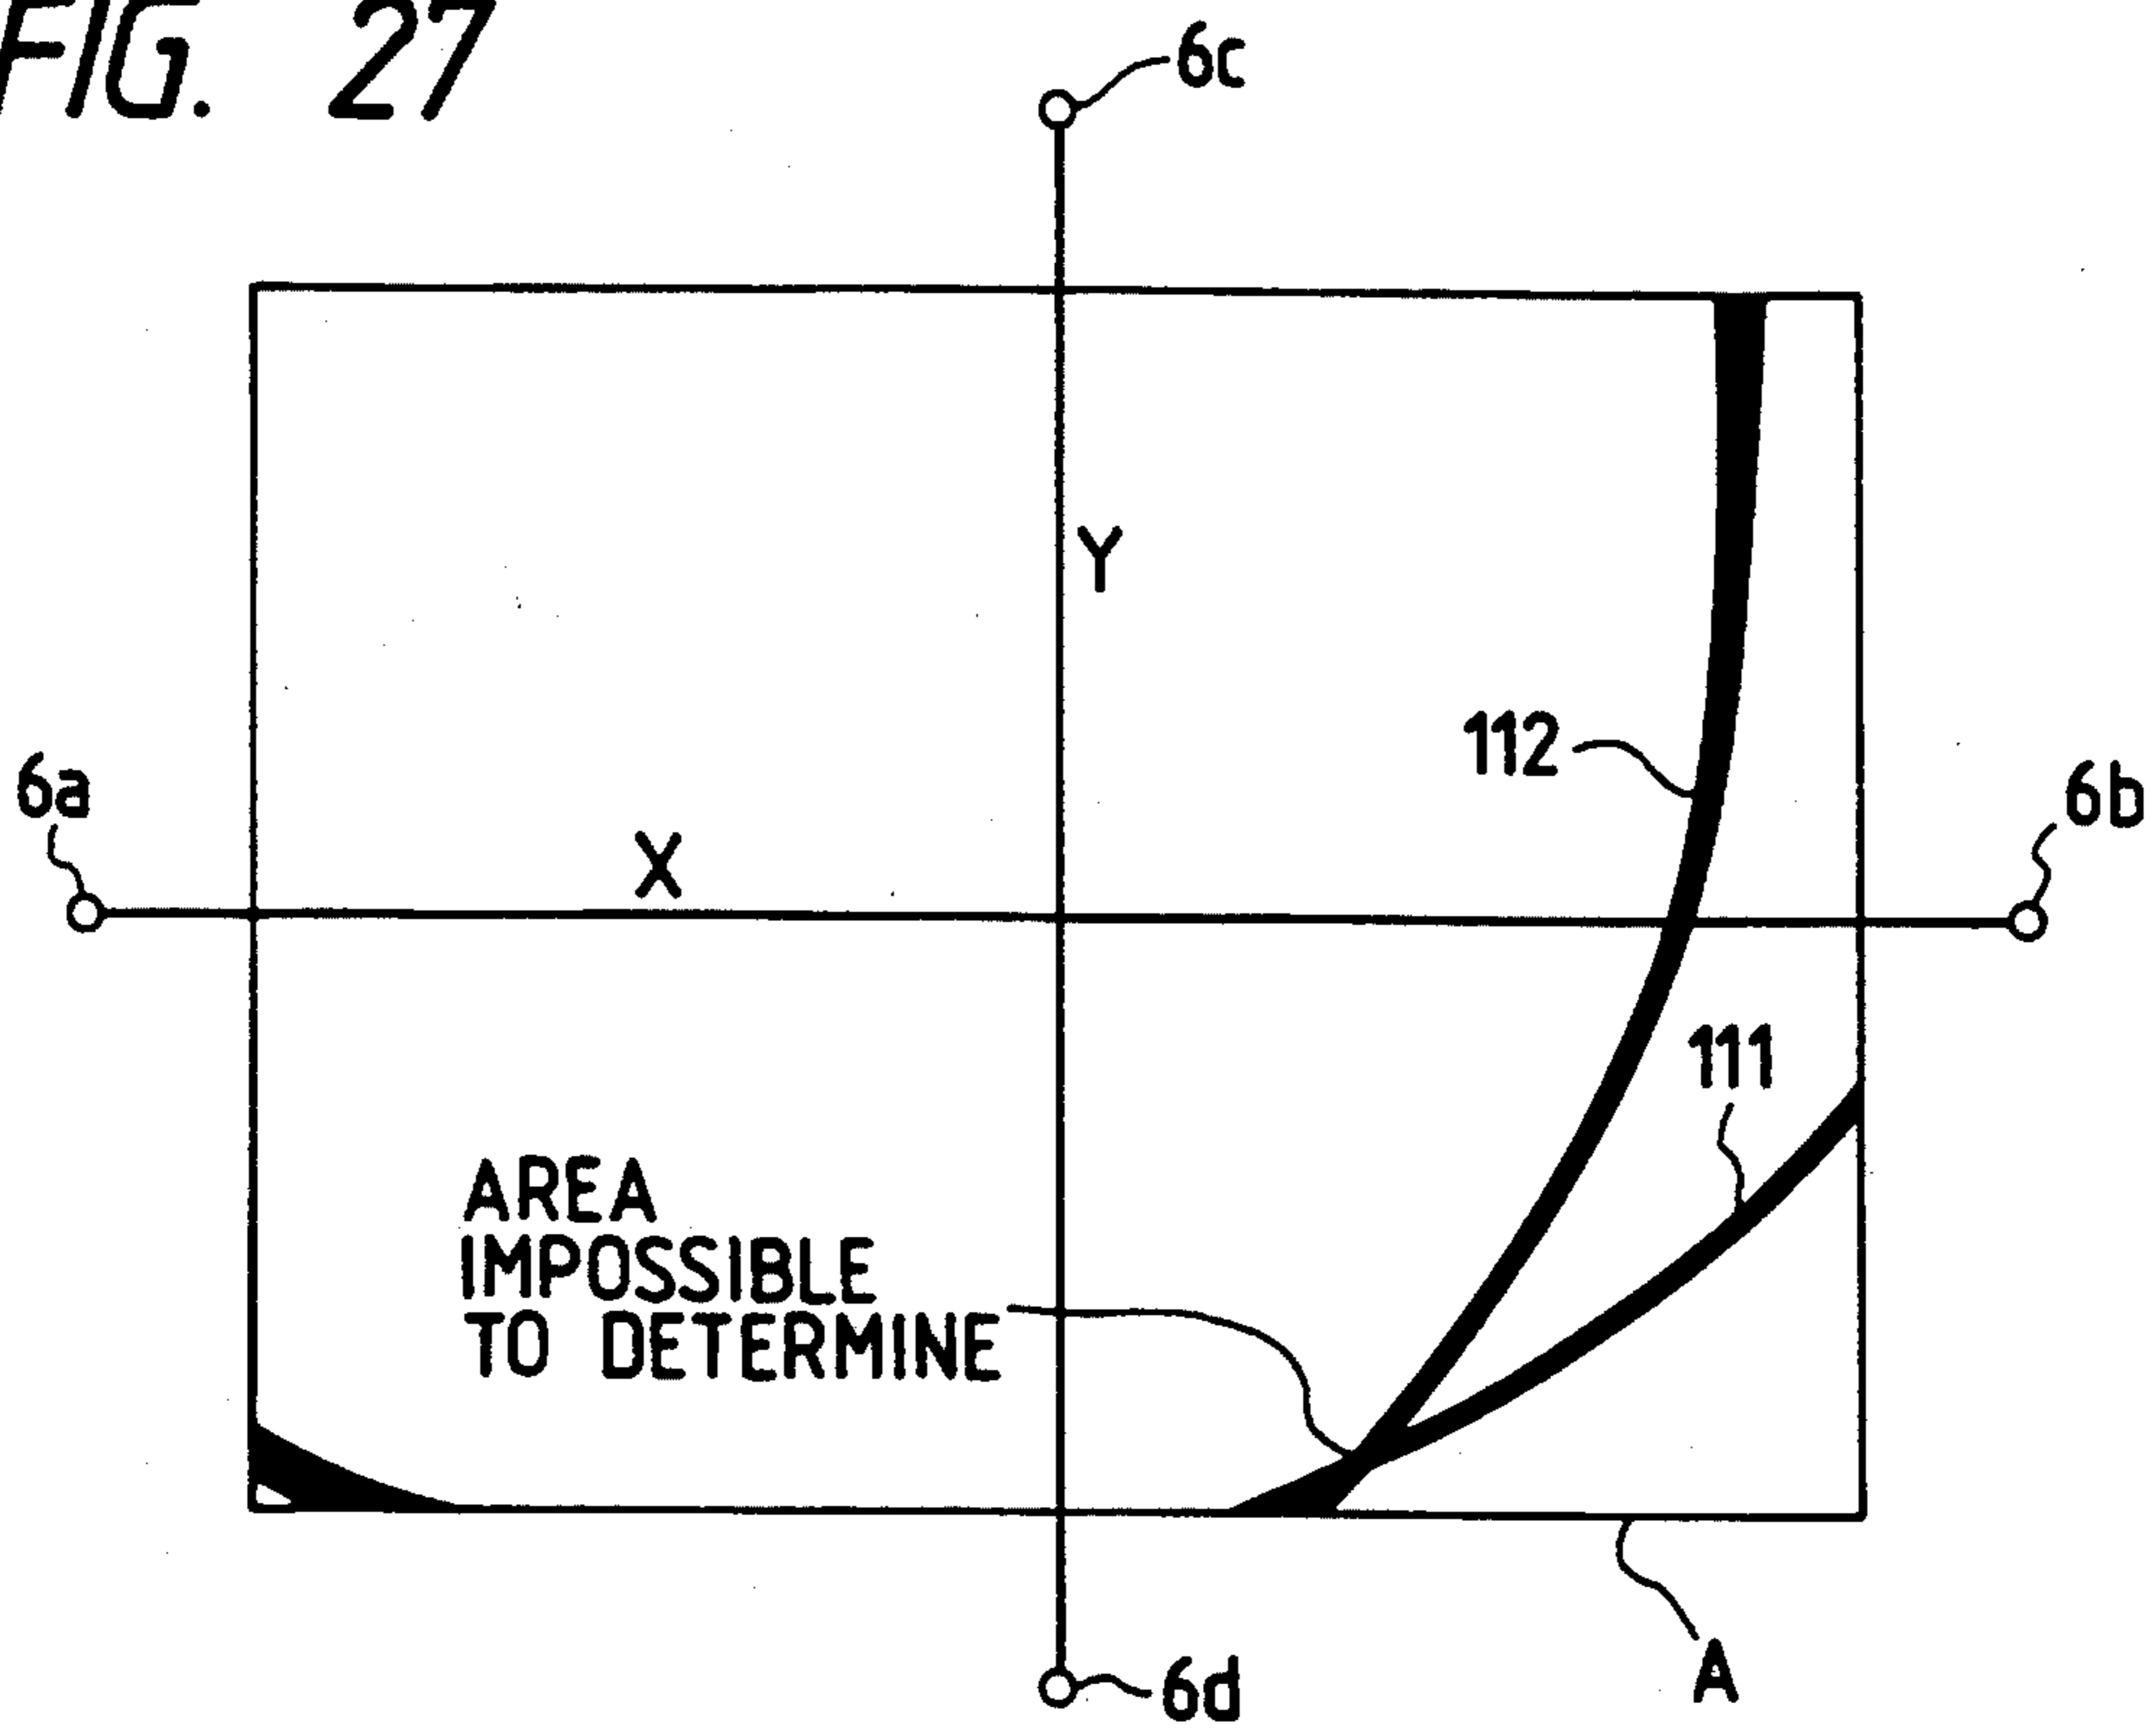 FIG. 27
6c
Y
112
6a
6b
X
111
AREA
IMPOSSIBLE
TO DETERMINE
A
6d